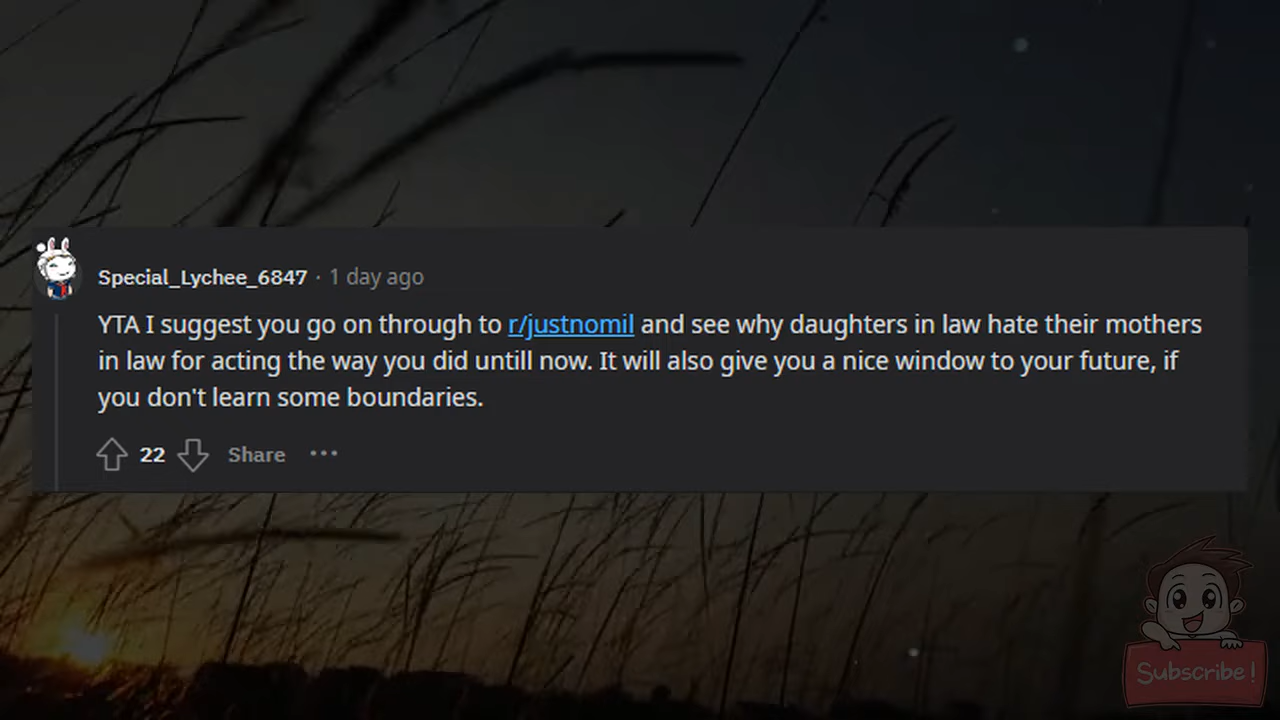 Special_Lychee_6847 · 1 day ago
YTA I suggest you go on through to r/justnomil and see why daughters in law hate their mothers
in law for acting the way you did untill now. It will also give you a nice window to your future, if
you don't learn some boundaries.
22 Share ···
Subscribe!